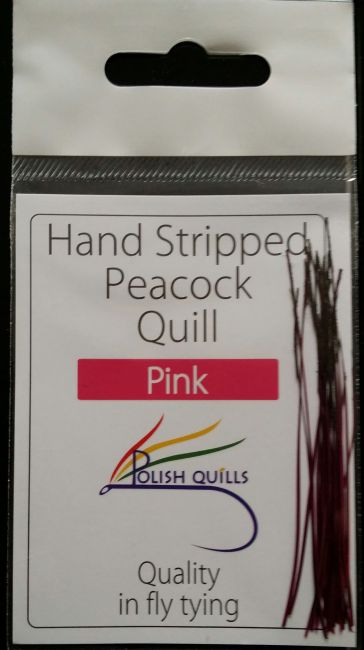 Hand Stripped
Peacock
Quill
Pink
POLISH QUILLS
Quality
in fly tying